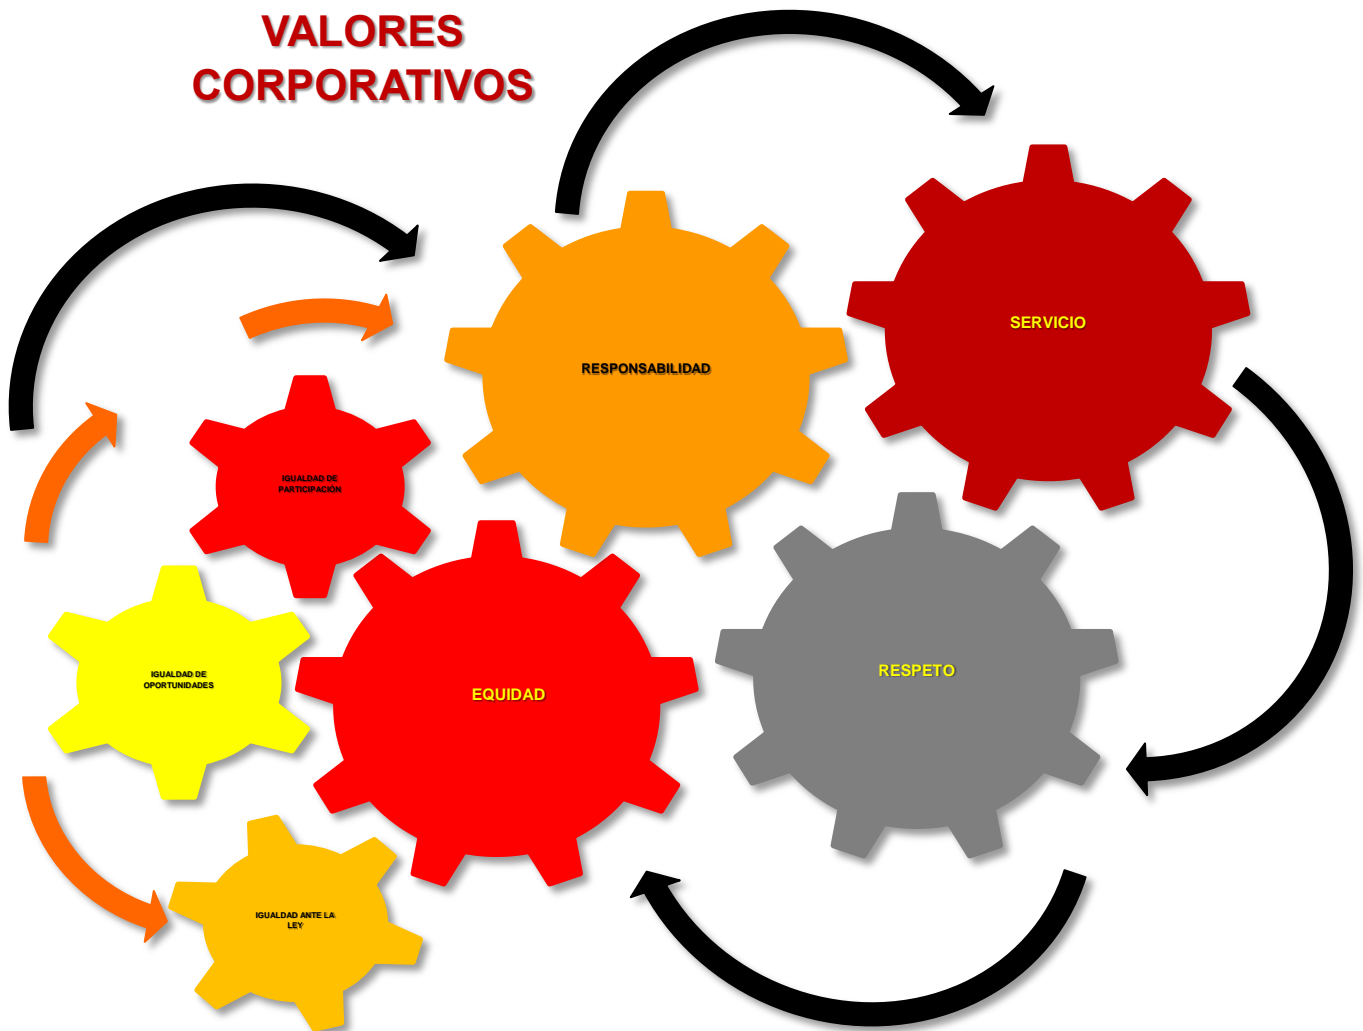 VALORES
CORPORATIVOS
SERVICIO
RESPONSABILIDAD
IGUALDAD DE
PARTICIPACIÓN
RESPETO
IGUALDAD DE
OPORTUNIDADES
EQUIDAD
IGUALDAD ANTE LA
LEY